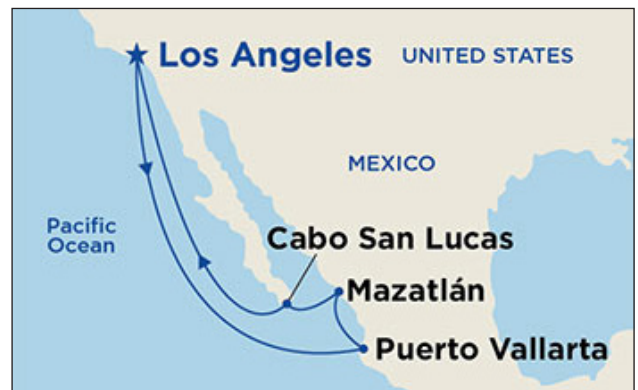 Los Angeles
UNITED STATES
MEXICO
Pacific
Ocean
Cabo San Lucas
Mazatlán
Puerto Vallarta